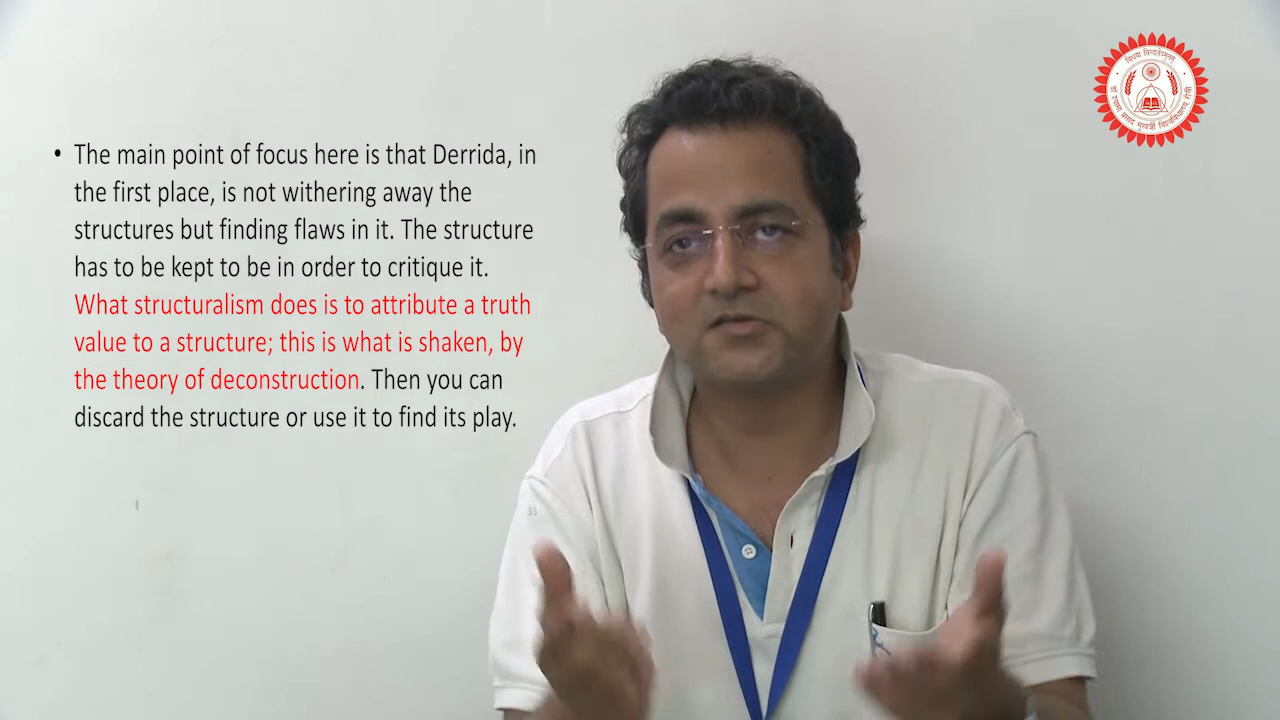 • The main point of focus here is that Derrida, in
the first place, is not withering away the
structures but finding flaws in it. The structure
has to be kept to be in order to critique it.
What structuralism does is to attribute a truth
value to a structure; this is what is shaken, by
the theory of deconstruction. Then you can
discard the structure or use it to find its play.
33